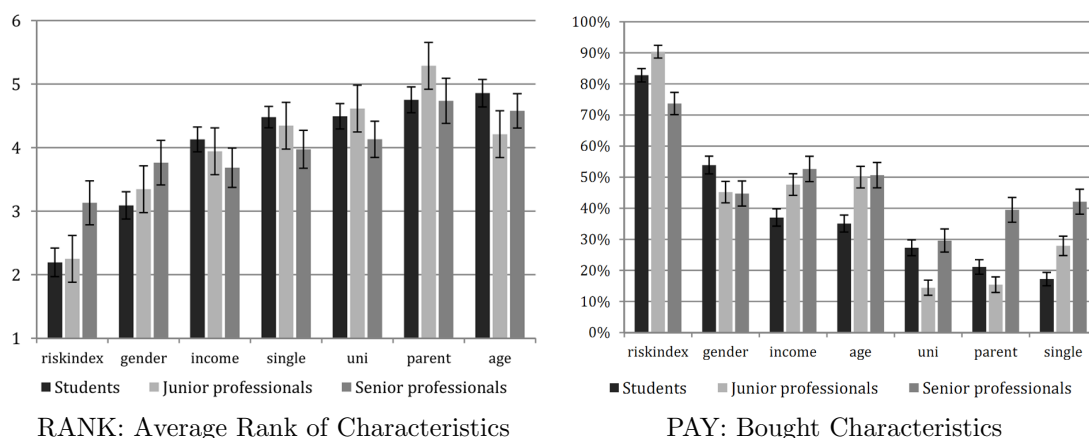 6
5
4
3
2
1
riskindex gender income single uni parent age
Students Junior professionals Senior professionals
RANK: Average Rank of Characteristics
100%
90%
80%
70%
60%
50%
40%
30%
20%
10%
0%
riskindex gender income age uni parent single
Students Junior professionals Senior professionals
PAY: Bought Characteristics